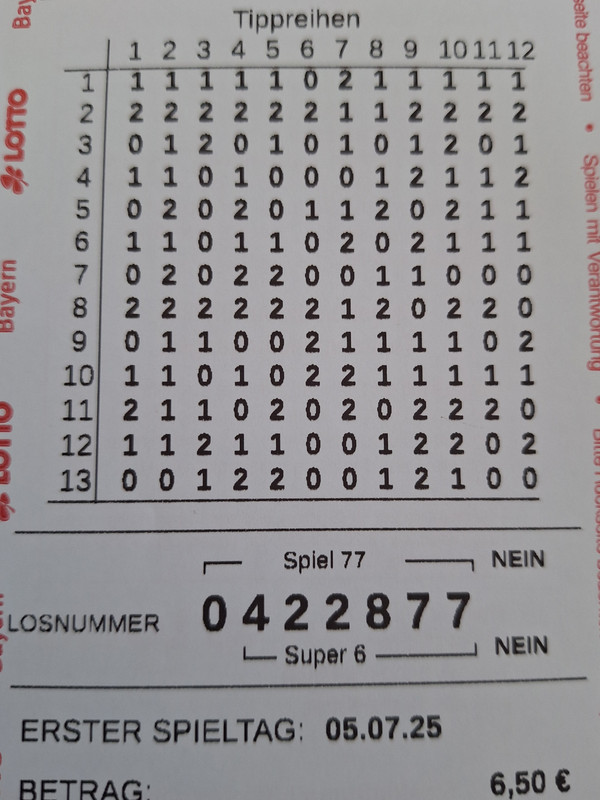 Tippreihen
1 2 3 4 5 6 7 8 9 10 11 12
1 1 1 1 1 1 0 2 1 1 1 1 1
2 2 2 2 2 2 2 1 1 2 2 2 2
3 0 1 2 0 1 0 1 0 1 2 0 1
4 1 1 0 1 0 0 0 1 2 1 1 2
5 0 2 0 2 0 1 1 2 0 2 1 1
6 1 1 0 1 1 0 2 0 2 1 1 1
7 0 2 0 2 2 0 0 1 1 0 0 0
8 2 2 2 2 2 2 1 2 0 2 2 0
9 0 1 1 0 0 2 1 1 1 1 0 2
10 1 1 0 1 0 2 2 1 1 1 1 1
11 2 1 1 0 2 0 2 0 2 2 2 0
12 1 1 2 1 1 0 0 1 2 2 0 2
13 0 0 1 2 2 0 0 1 2 1 0 0
Spiel 77 NEIN
LOSNUMMER 0422877
Super 6 NEIN
ERSTER SPIELTAG: 05.07.25
BETRAG: 6,50 €
LOTTO
Bayern
LOTTO
beachten • Spielen mit Verantwortung •